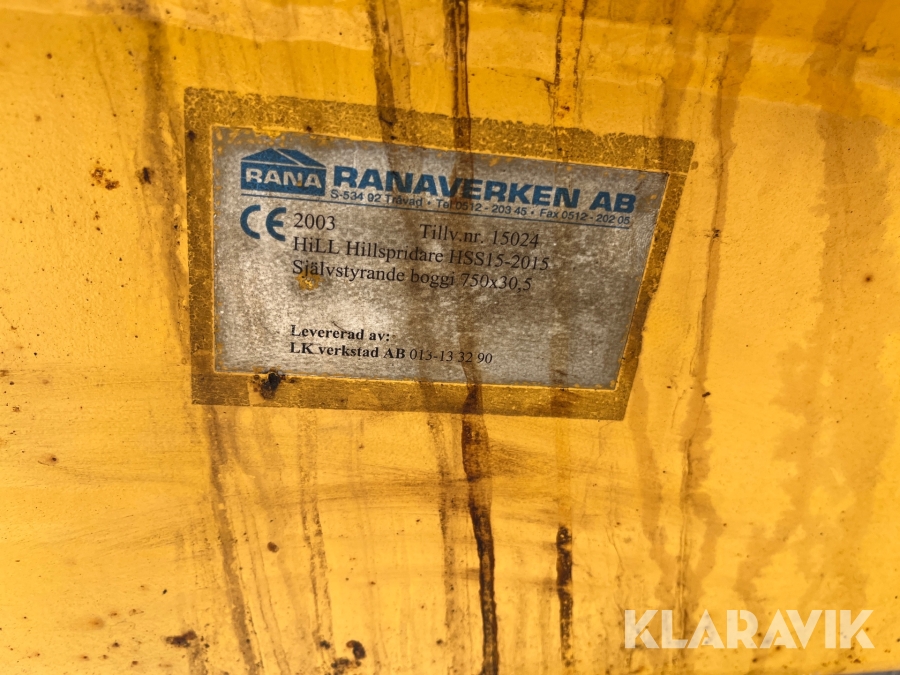 RANA RANAVERKEN AB
S-534 92 Tråvad · Tel 0512 - 203 45 · Fax 0512 - 202 05
CE 2003 Tillv.nr. 15024
HiLL Hillspridare HSS15-2015
Självstyrande boggi 750x30,5
Levererad av:
LK verkstad AB 013-13 32 90
KLARAVIK